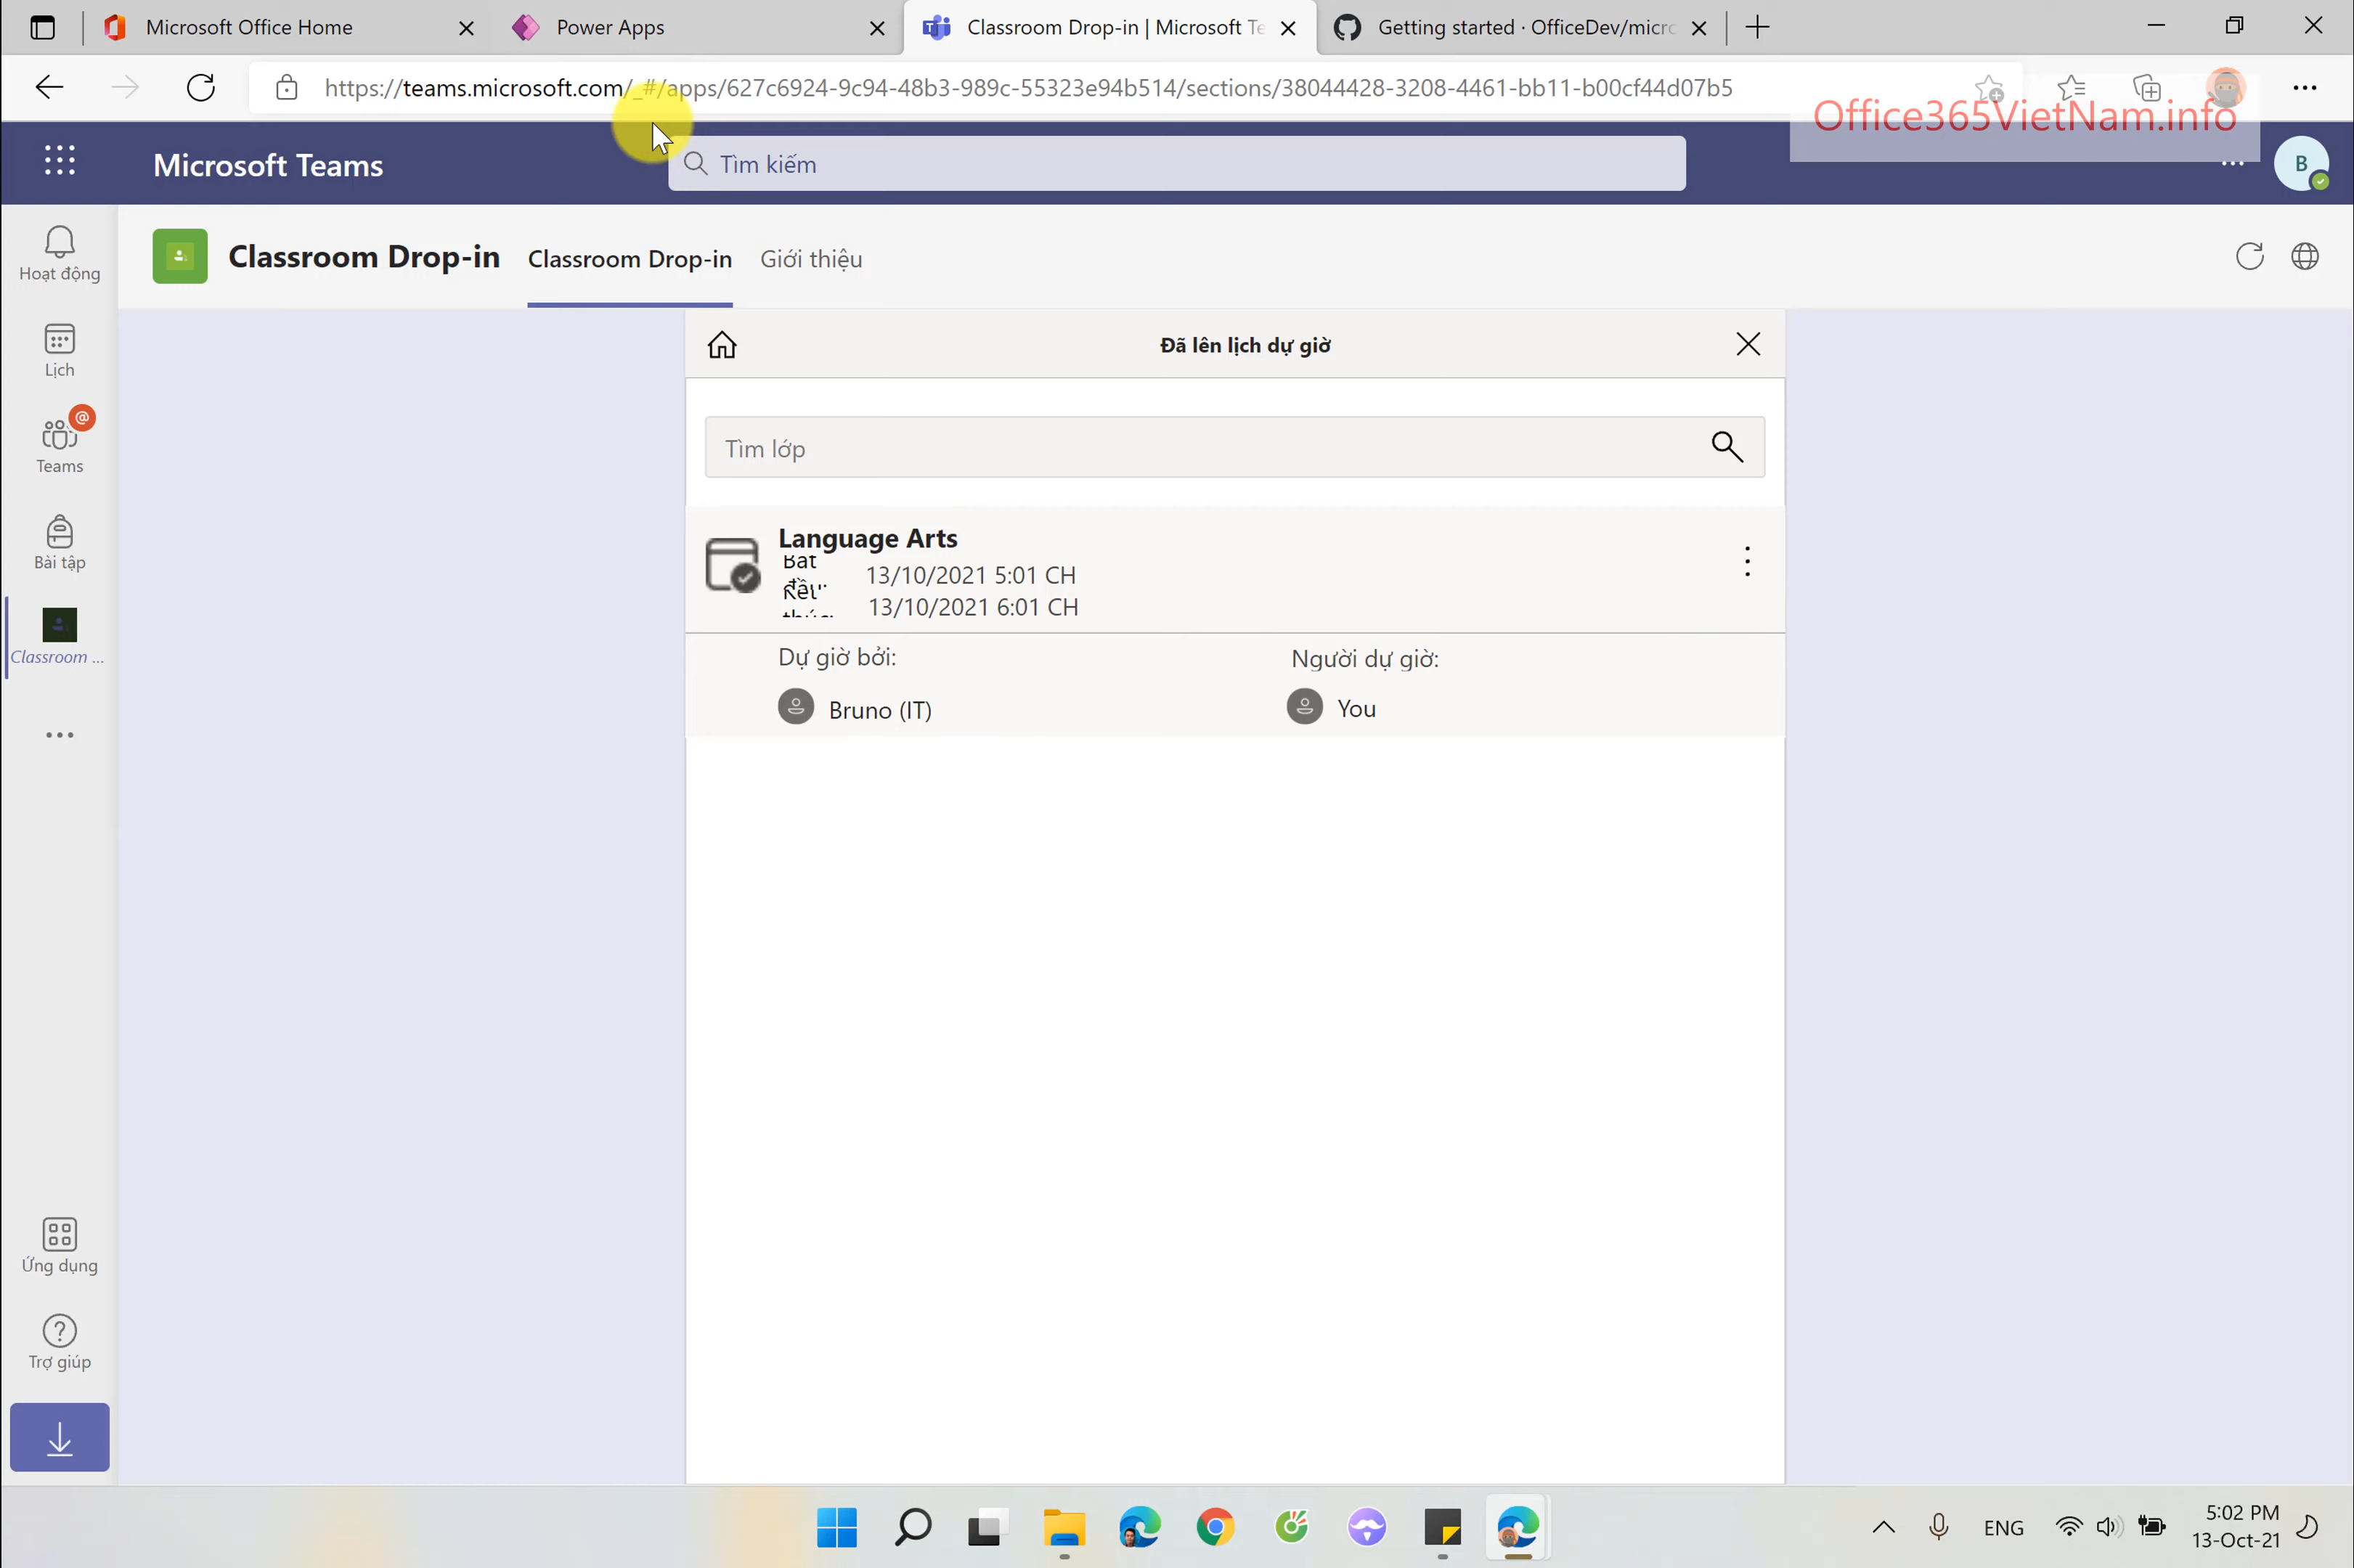 Microsoft Office Home
Power Apps
Classroom Drop-in | Microsoft Te
Getting started · OfficeDev/micro
https://teams.microsoft.com/_#/apps/627c6924-9c94-48b3-989c-55323e94b514/sections/38044428-3208-4461-bb11-b00cf44d07b5
Office365VietNam.info
Microsoft Teams
Tìm kiếm
B
Hoạt động
Lịch
@
Teams
Bài tập
Classroom ...
Ứng dụng
Trợ giúp
Classroom Drop-in
Classroom Drop-in
Giới thiệu
Đã lên lịch dự giờ
Tìm lớp
Language Arts
13/10/2021 5:01 CH
13/10/2021 6:01 CH
Dự giờ bởi:
Người dự giờ:
Bruno (IT)
You
ENG
5:02 PM
13-Oct-21